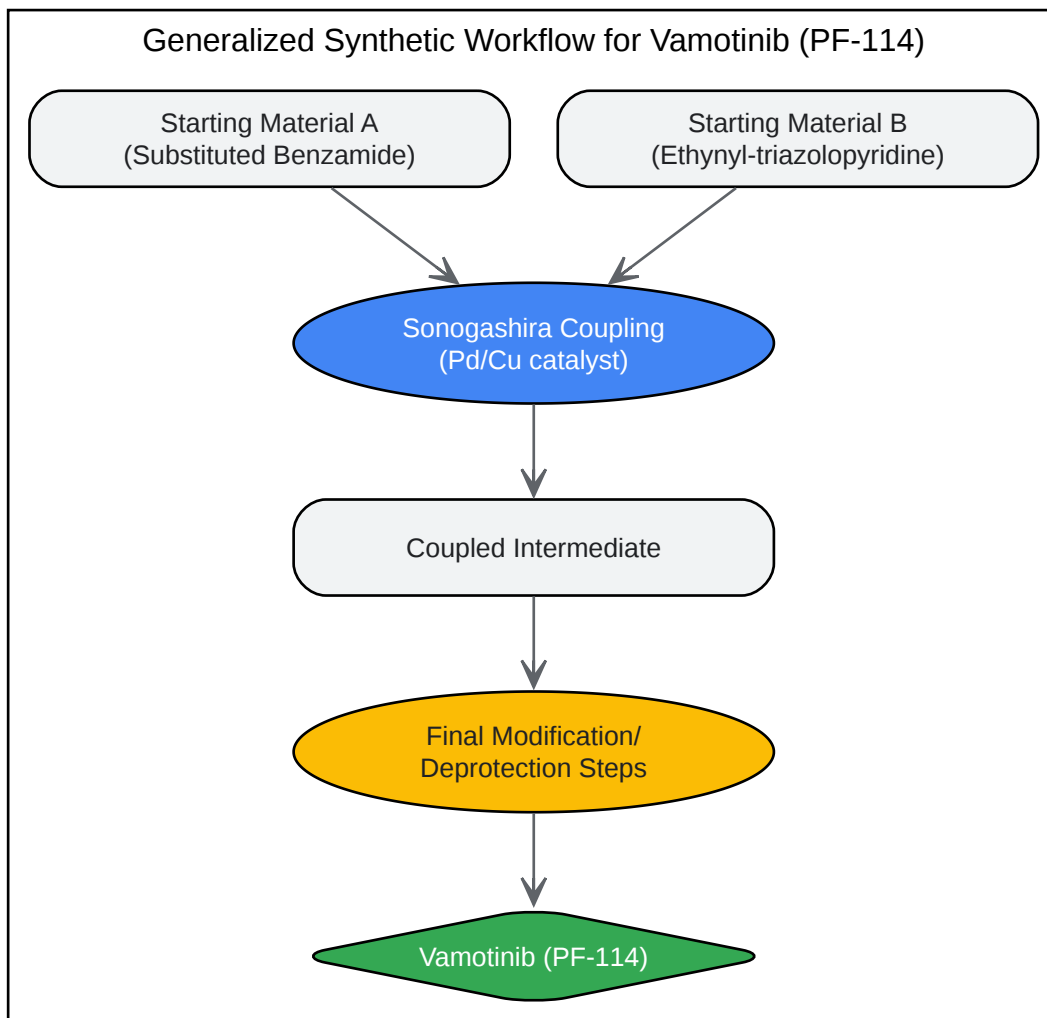 Generalized Synthetic Workflow for Vamotinib (PF-114)
Starting Material A
(Substituted Benzamide)
Starting Material B
(Ethynyl-triazolopyridine)
Sonogashira Coupling
(Pd/Cu catalyst)
Coupled Intermediate
Final Modification/
Deprotection Steps
Vamotinib (PF-114)